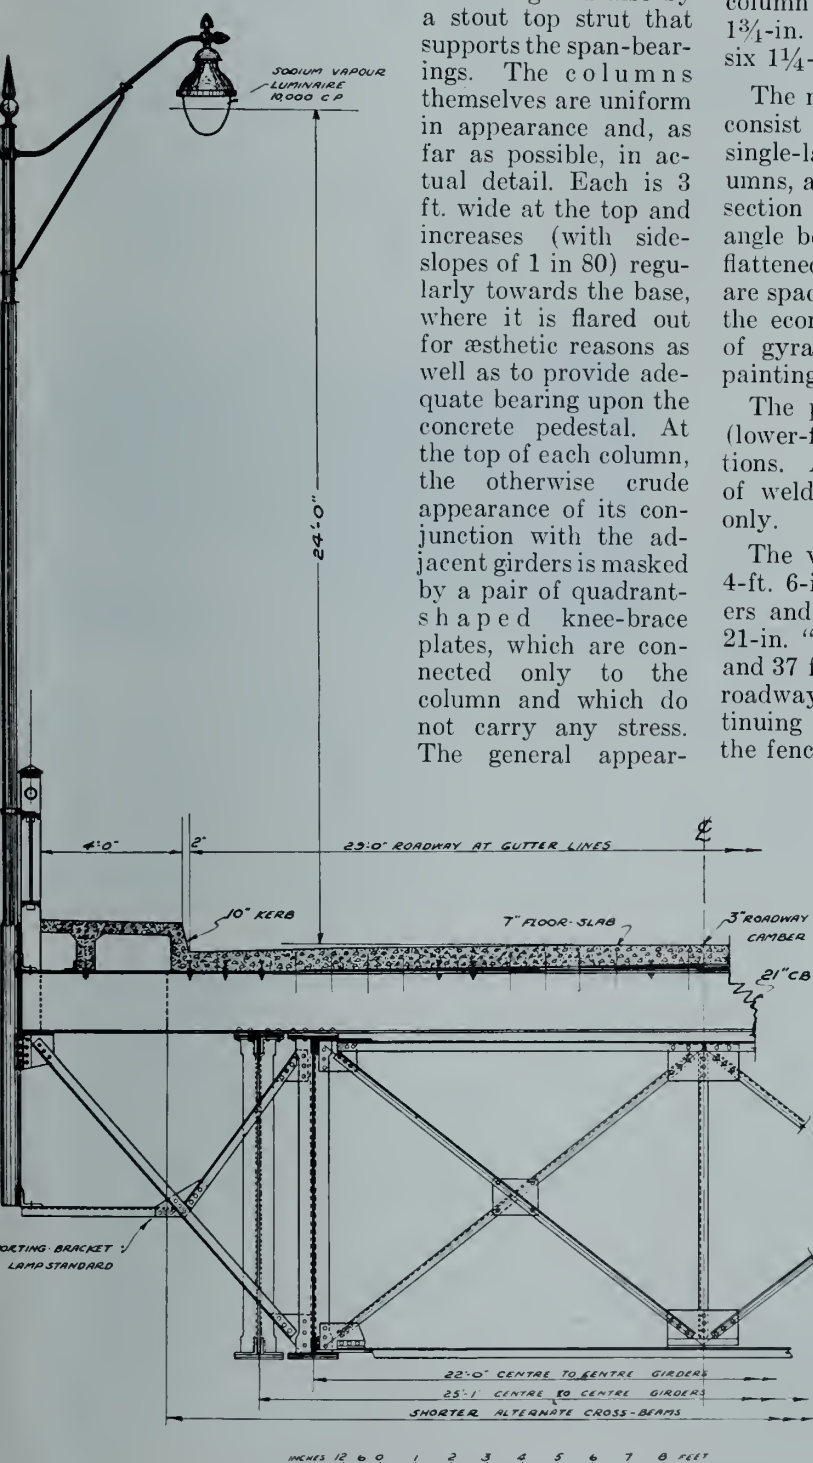 SODIUM VAPOUR
LUMINAIRE
10,000 C P
a stout top strut that
supports the span-bear-
ings. The columns
themselves are uniform
in appearance and, as
far as possible, in ac-
tual detail. Each is 3
ft. wide at the top and
increases (with side-
slopes of 1 in 80) regu-
larly towards the base,
where it is flared out
for æsthetic reasons as
well as to provide ade-
quate bearing upon the
concrete pedestal. At
the top of each column,
the otherwise crude
appearance of its con-
junction with the ad-
jacent girders is masked
by a pair of quadrant-
shaped knee-brace
plates, which are con-
nected only to the
column and which do
not carry any stress.
The general appear-
column
1¾-in.
six 1¼-
The
consist
single-la
umns, a
section
angle b
flattened
are spac
the econ
of gyra
painting
The
(lower-f
tions.
of weld
only.
The
4-ft. 6-i
ers and
21-in. “
and 37 f
roadway
tinuing
the fenc
24'-0"
4'-0"
2"
29'-0" ROADWAY AT GUTTER LINES
10" KERB
7" FLOOR-SLAB
3" ROADWAY
CAMBER
21" CB
ORTING-BRACKET
LAMP STANDARD
22'-0" CENTRE TO CENTRE GIRDERS
25'-1" CENTRE TO CENTRE GIRDERS
SHORTER ALTERNATE CROSS-BEAMS
INCHES 12 6 0 1 2 3 4 5 6 7 8 FEET